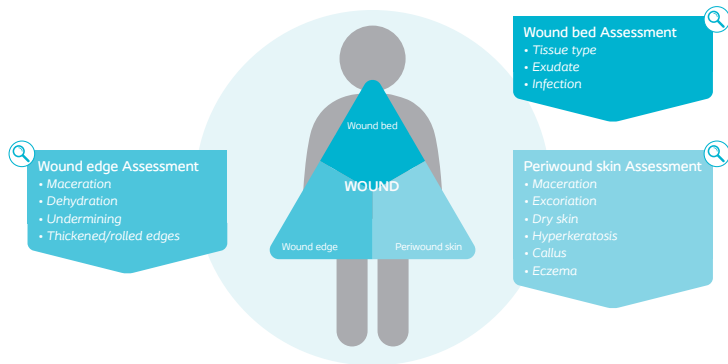 Wound bed Assessment
• Tissue type
• Exudate
• Infection
Wound bed
Wound edge Assessment
• Maceration
• Dehydration
• Undermining
• Thickened/rolled edges
WOUND
Periwound skin Assessment
• Maceration
• Excoriation
• Dry skin
• Hyperkeratosis
• Callus
• Eczema
Wound edge
Periwound skin